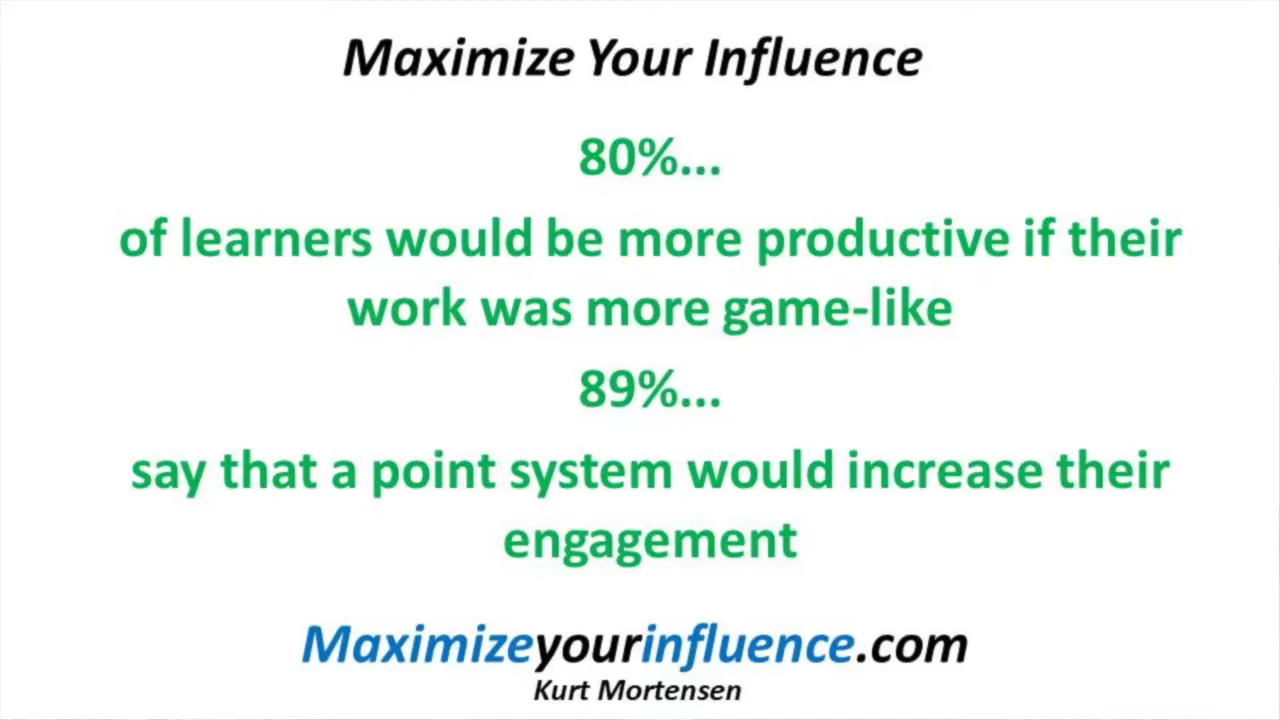 Maximize Your Influence
80%...
of learners would be more productive if their
work was more game-like
89%...
say that a point system would increase their
engagement
Maximizeyourinfluence.com
Kurt Mortensen